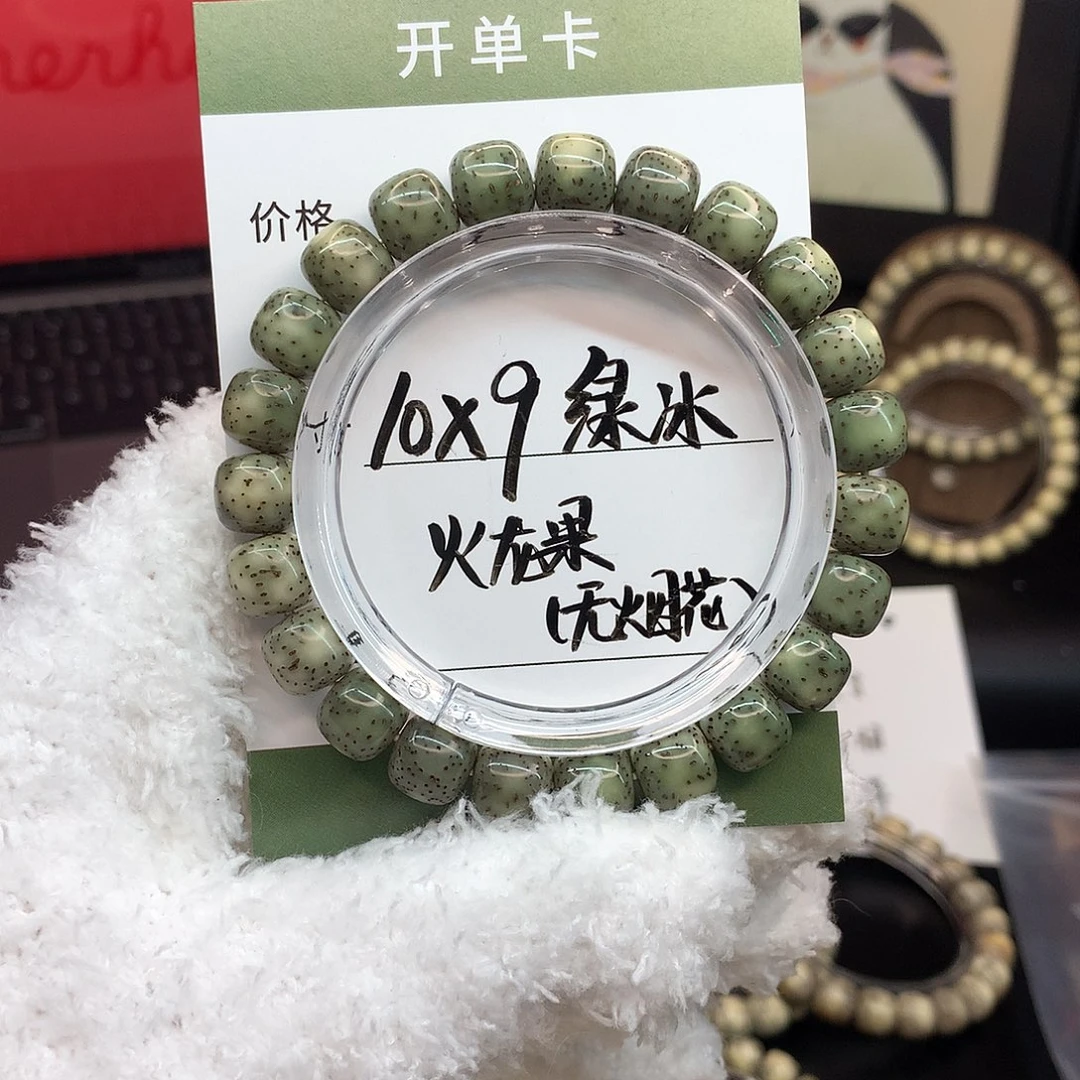 开单卡
价格
10x9 绿冰
火龙果
(无烟花)